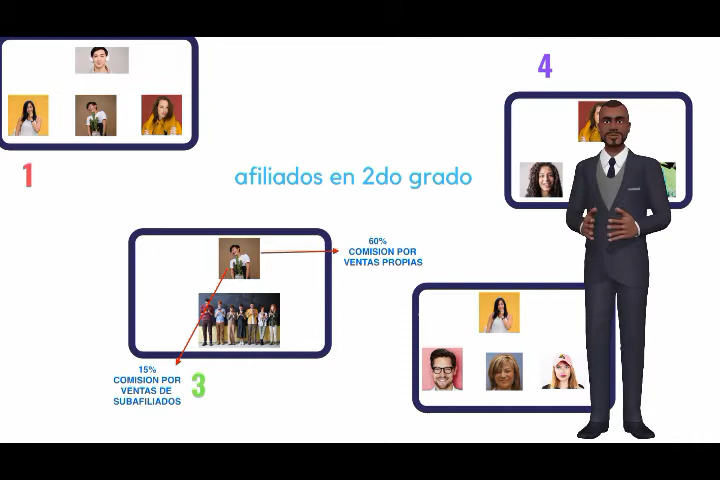 4
1
afiliados en 2do grado
60%
COMISION POR
VENTAS PROPIAS
15%
COMISION POR
VENTAS DE
SUBAFILIADOS
3